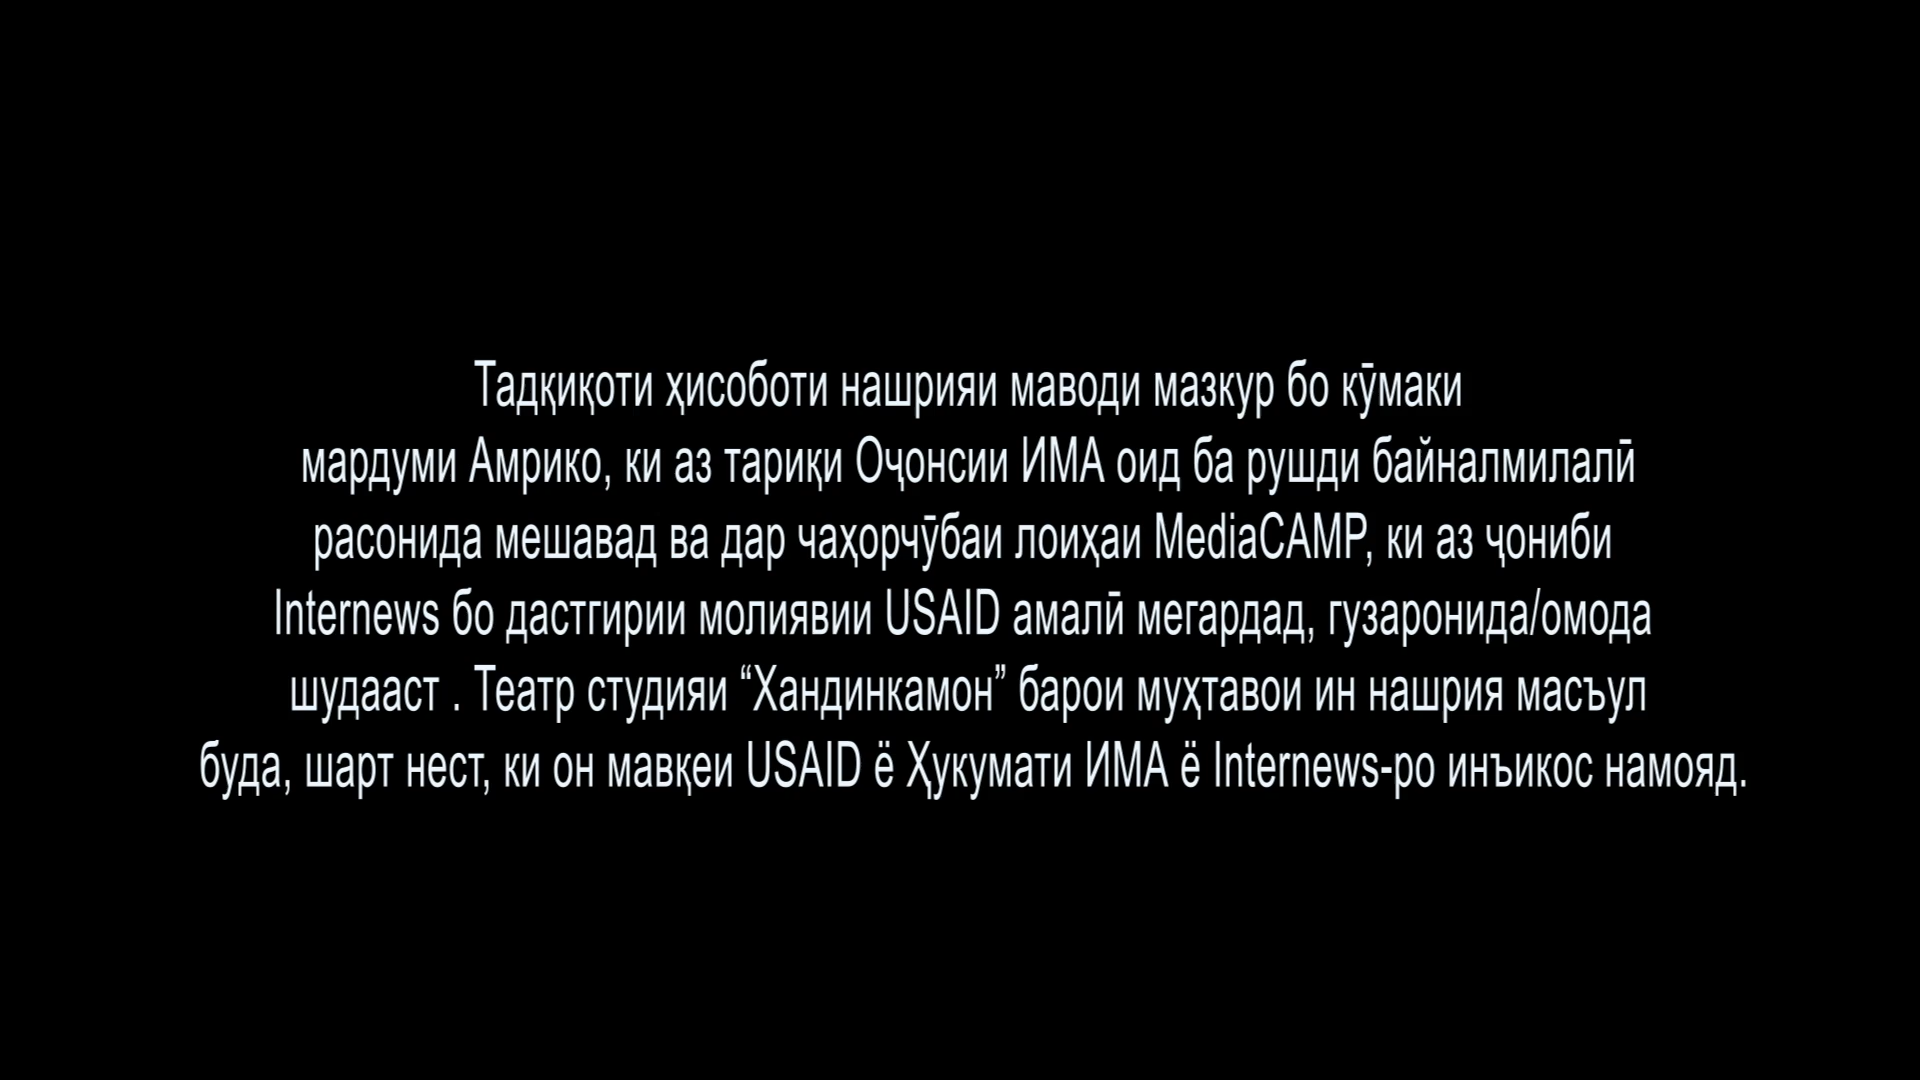 Тадқиқоти ҳисоботи нашрияи маводи мазкур бо кӯмаки
мардуми Амрико, ки аз тариқи Оҷонсии ИМА оид ба рушди байналмилалӣ
расонида мешавад ва дар чаҳорчӯбаи лоиҳаи MediaCAMP, ки аз ҷониби
Internews бо дастгирии молиявии USAID амалӣ мегардад, гузаронида/омода
шудааст . Театр студияи “Хандинкамон” барои муҳтавои ин нашрия масъул
буда, шарт нест, ки он мавқеи USAID ё Ҳукумати ИМА ё Internews-ро инъикос намояд.